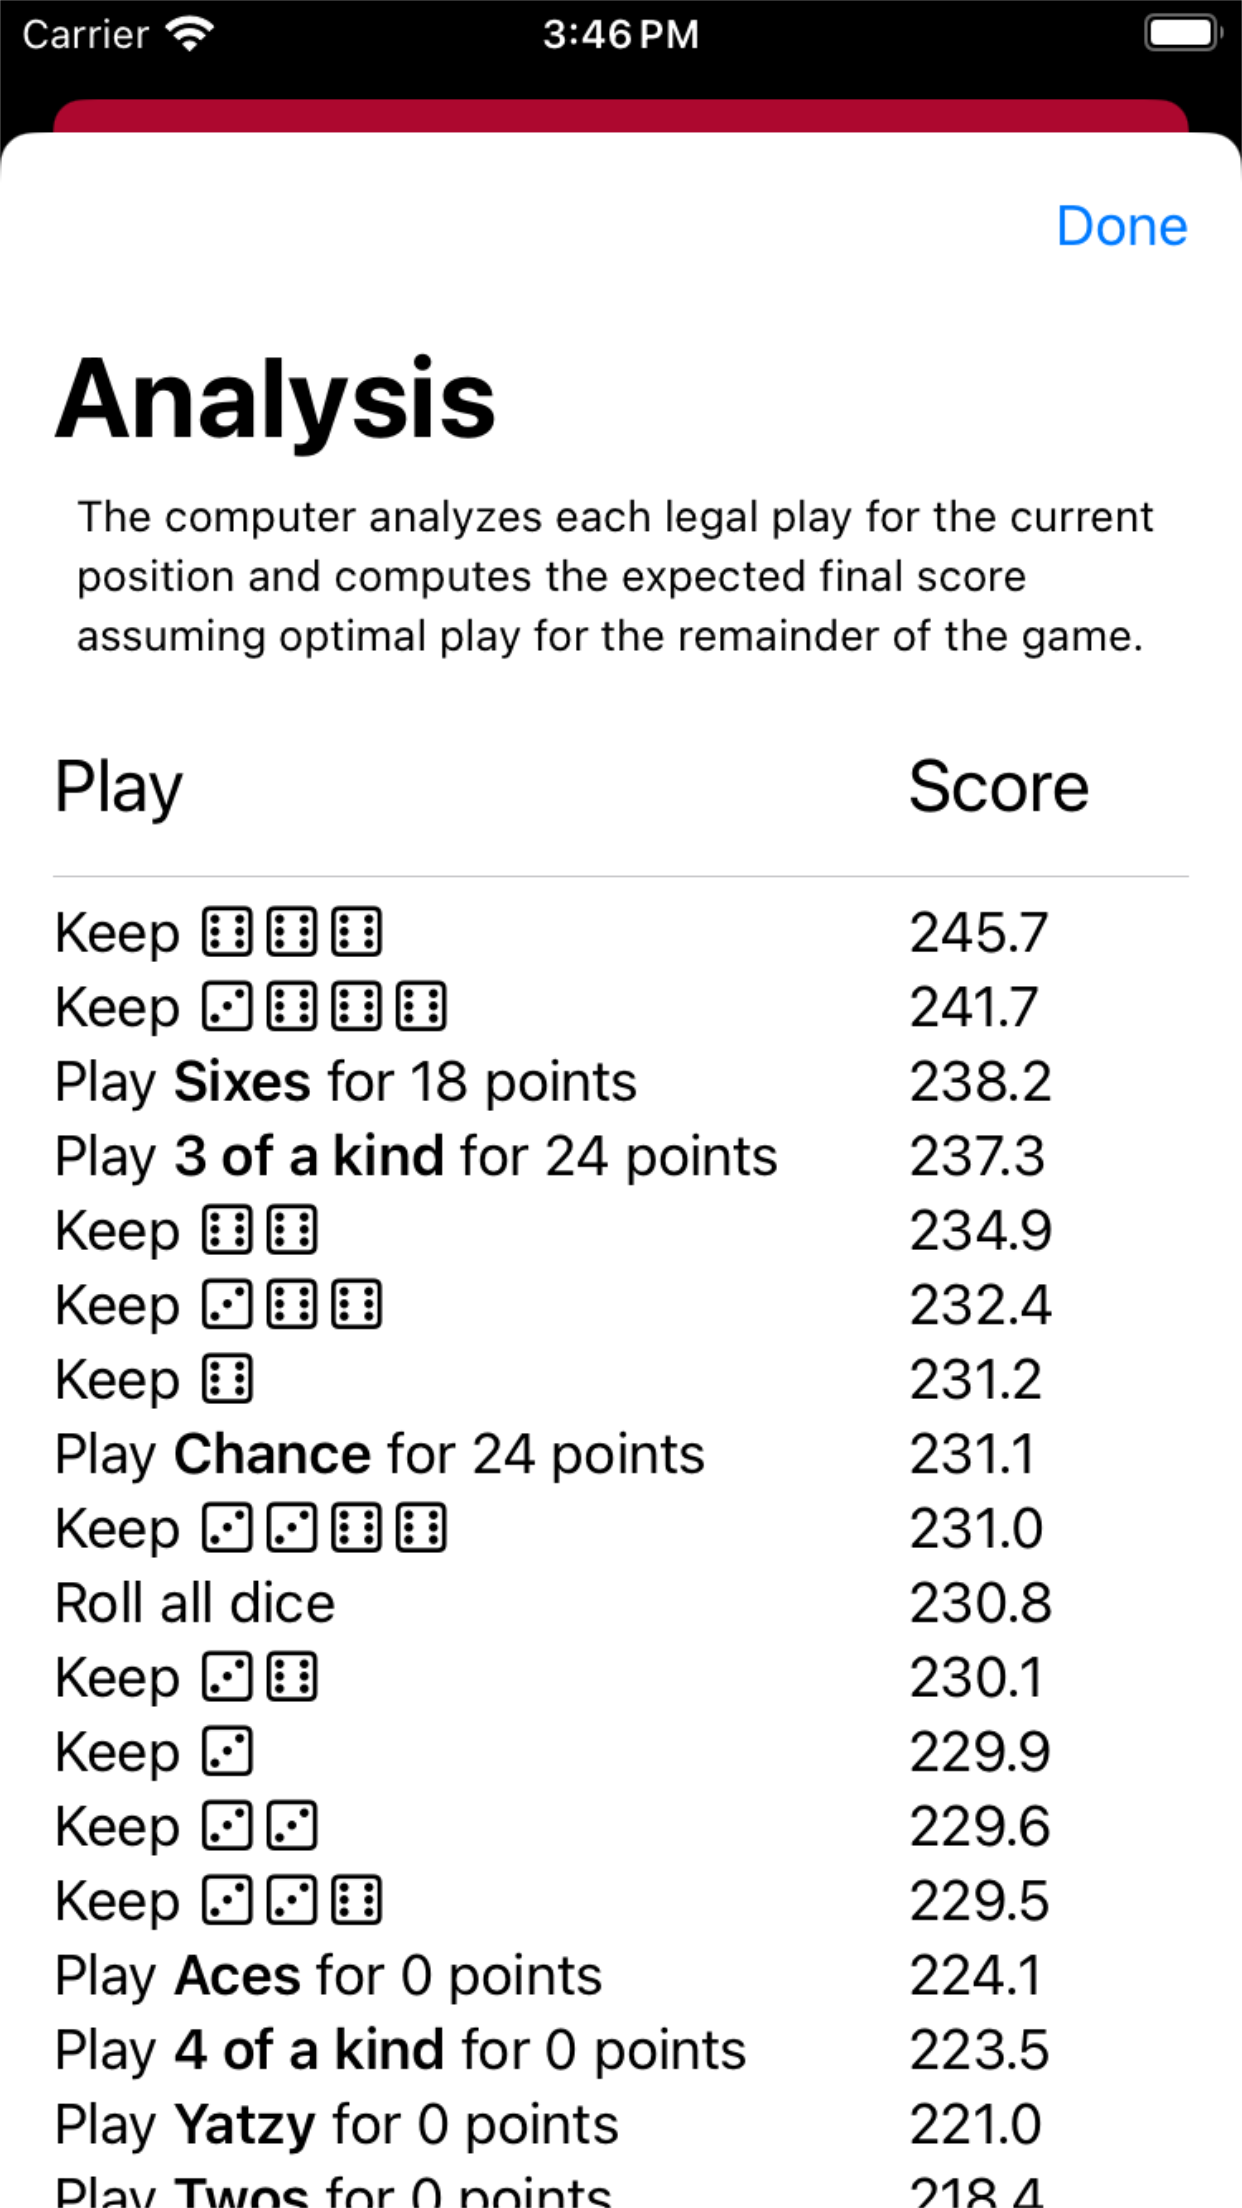 Carrier 3:46 PM
Done
Analysis
The computer analyzes each legal play for the current
position and computes the expected final score
assuming optimal play for the remainder of the game.
Play Score
Keep ⚅⚅⚅ 245.7
Keep ⚂⚅⚅⚅ 241.7
Play Sixes for 18 points 238.2
Play 3 of a kind for 24 points 237.3
Keep ⚅⚅ 234.9
Keep ⚂⚅⚅ 232.4
Keep ⚅ 231.2
Play Chance for 24 points 231.1
Keep ⚂⚂⚅⚅ 231.0
Roll all dice 230.8
Keep ⚂⚅ 230.1
Keep ⚂ 229.9
Keep ⚂⚂ 229.6
Keep ⚂⚂⚅ 229.5
Play Aces for 0 points 224.1
Play 4 of a kind for 0 points 223.5
Play Yatzy for 0 points 221.0
Play Twos for 0 points 218.4